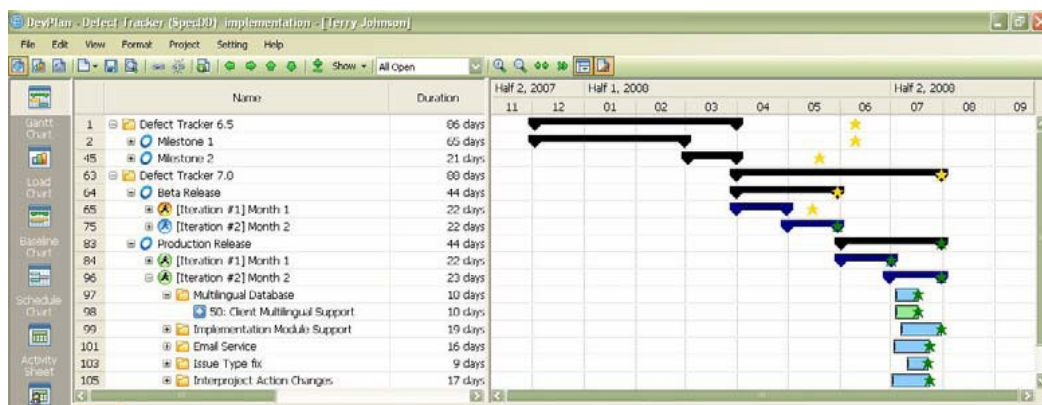 DevPlan - Defect Tracker (SpecDD) implementation - [Terry Johnson]
File Edit View Format Project Setting Help
Show All Open
Half 2, 2007 Half 1, 2008 Half 2, 2008
Name Duration
11 12 01 02 03 04 05 06 07 08 09
1 Defect Tracker 6.5 86 days
2 Milestone 1 65 days
45 Milestone 2 21 days
63 Defect Tracker 7.0 88 days
64 Beta Release 44 days
65 [Iteration #1] Month 1 22 days
75 [Iteration #2] Month 2 22 days
83 Production Release 44 days
84 [Iteration #1] Month 1 22 days
96 [Iteration #2] Month 2 23 days
97 Multilingual Database 10 days
98 50: Client Multilingual Support 10 days
99 Implementation Module Support 19 days
101 Email Service 16 days
103 Issue Type fix 9 days
105 Interproject Action Changes 17 days
Gantt
Chart
Load
Chart
Baseline
Chart
Schedule
Chart
Activity
Sheet